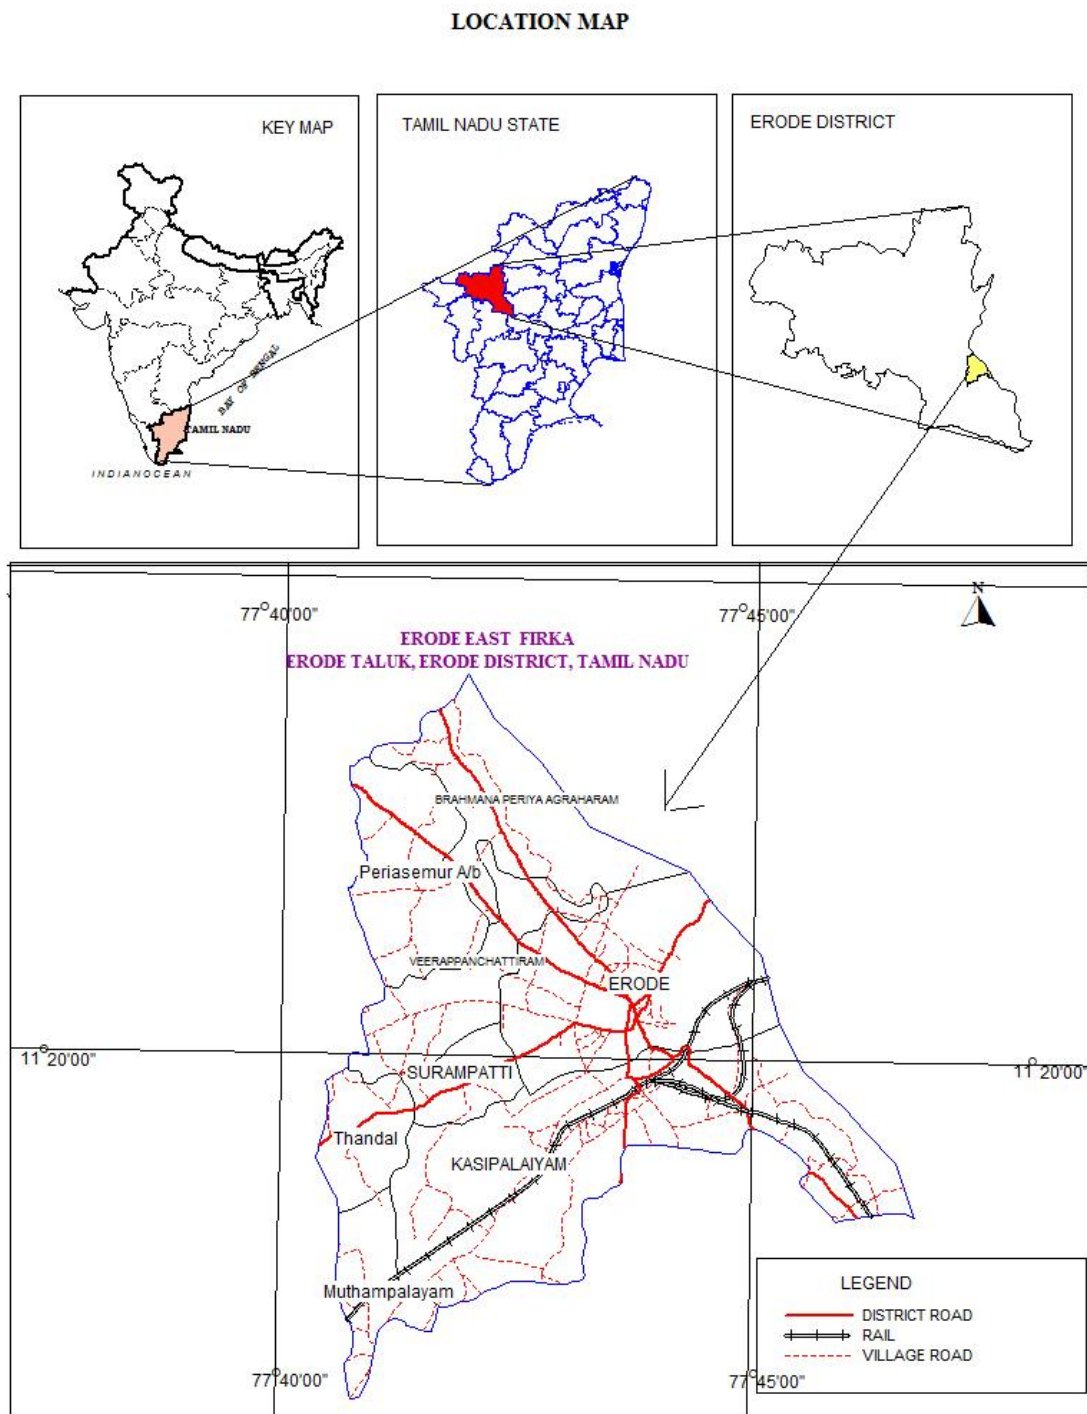 LOCATION MAP
KEY MAP
TAMIL NADU STATE
ERODE DISTRICT
BAY OF BENGAL
TAMIL NADU
INDIANOCEAN
77°40'00"
77°45'00"
N
ERODE EAST FIRKA
ERODE TALUK, ERODE DISTRICT, TAMIL NADU
BRAHMANA PERIYA AGRAHARAM
Periasemur A/b
VEERAPPANCHATTIRAM
ERODE
11°20'00"
11°20'00"
SURAMPATTI
Thandal
KASIPALAIYAM
Muthampalayam
LEGEND
DISTRICT ROAD
RAIL
VILLAGE ROAD
77°40'00"
77°45'00"